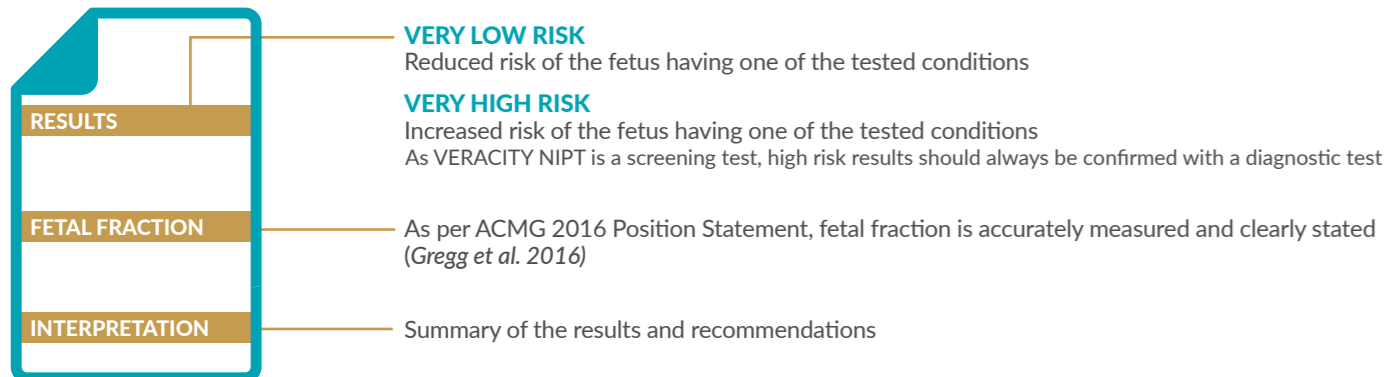 VERY LOW RISK
Reduced risk of the fetus having one of the tested conditions
VERY HIGH RISK
RESULTS
Increased risk of the fetus having one of the tested conditions
As VERACITY NIPT is a screening test, high risk results should always be confirmed with a diagnostic test
FETAL FRACTION
As per ACMG 2016 Position Statement, fetal fraction is accurately measured and clearly stated
(Gregg et al. 2016)
INTERPRETATION
Summary of the results and recommendations